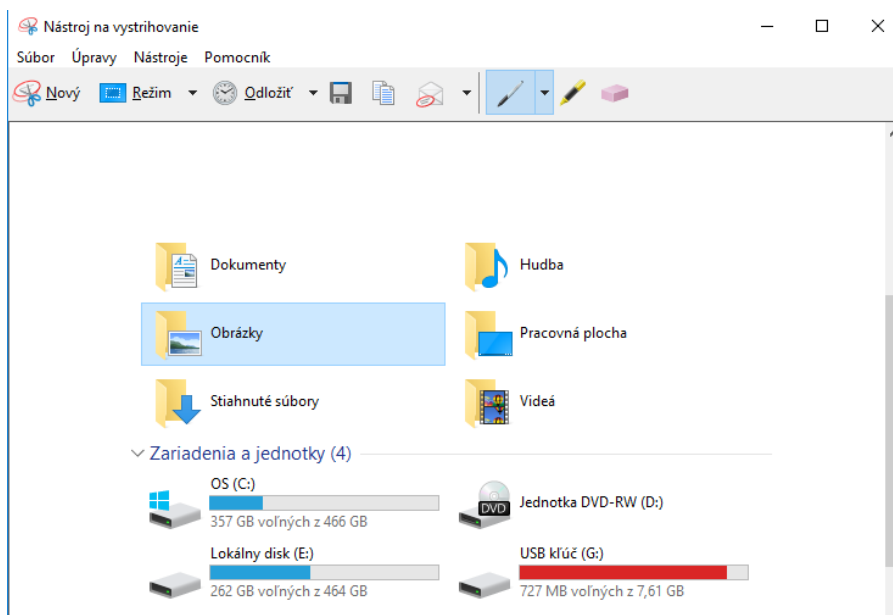 Nástroj na vystrihovanie
Súbor Úpravy Nástroje Pomocník
Nový Režim Odložiť
Dokumenty
Hudba
Obrázky
Pracovná plocha
Stiahnuté súbory
Videá
Zariadenia a jednotky (4)
OS (C:)
357 GB voľných z 466 GB
Jednotka DVD-RW (D:)
DVD
Lokálny disk (E:)
262 GB voľných z 464 GB
USB kľúč (G:)
727 MB voľných z 7,61 GB